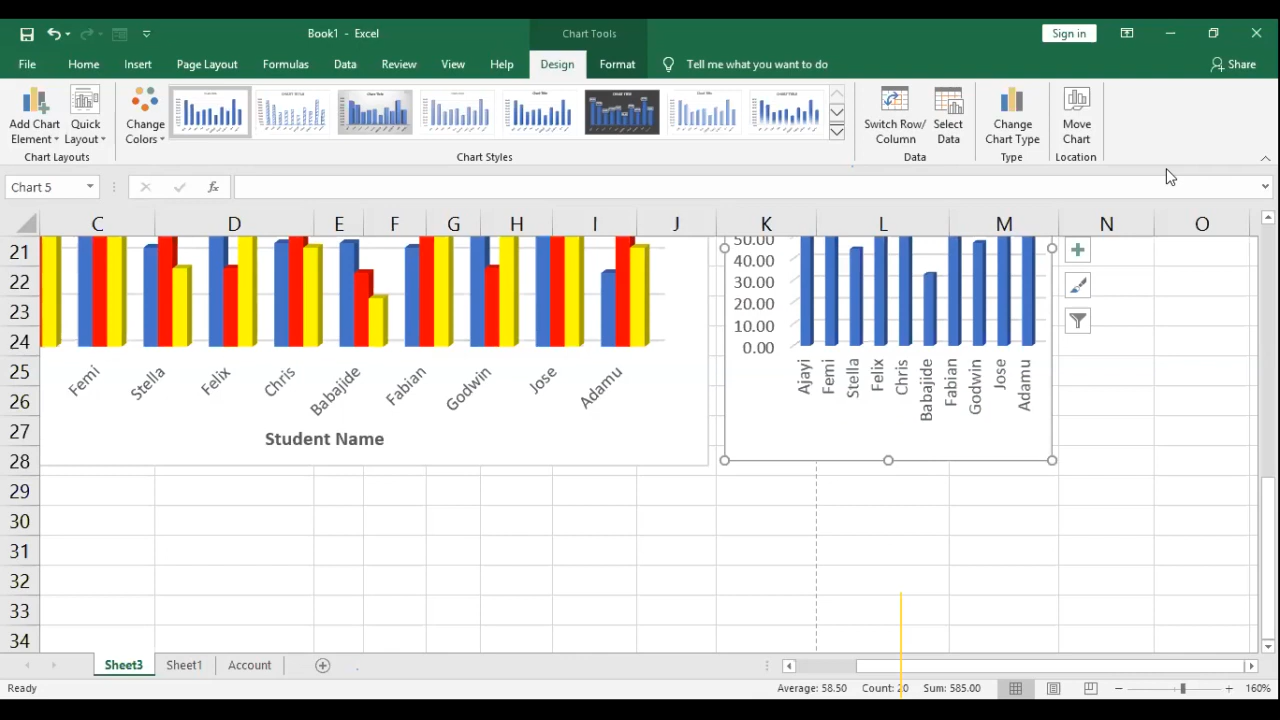 Book1 - Excel
Chart Tools
Sign in
File Home Insert Page Layout Formulas Data Review View Help Design Format Tell me what you want to do Share
Add Chart Element
Quick Layout
Change Colors
Switch Row/ Column
Select Data
Change Chart Type
Move Chart
Chart Layouts
Chart Styles
Data
Type
Location
Chart 5
fx
C D E F G H I J K L M N O
21
22
23
24
25
26
27
28
29
30
31
32
33
34
Femi Stella Felix Chris Babajide Fabian Godwin Jose Adamu
Student Name
50.00
40.00
30.00
20.00
10.00
0.00
Ajayi Femi Stella Felix Chris Babajide Fabian Godwin Jose Adamu
Sheet3 Sheet1 Account
Ready
Average: 58.50 Count: 20 Sum: 585.00
160%